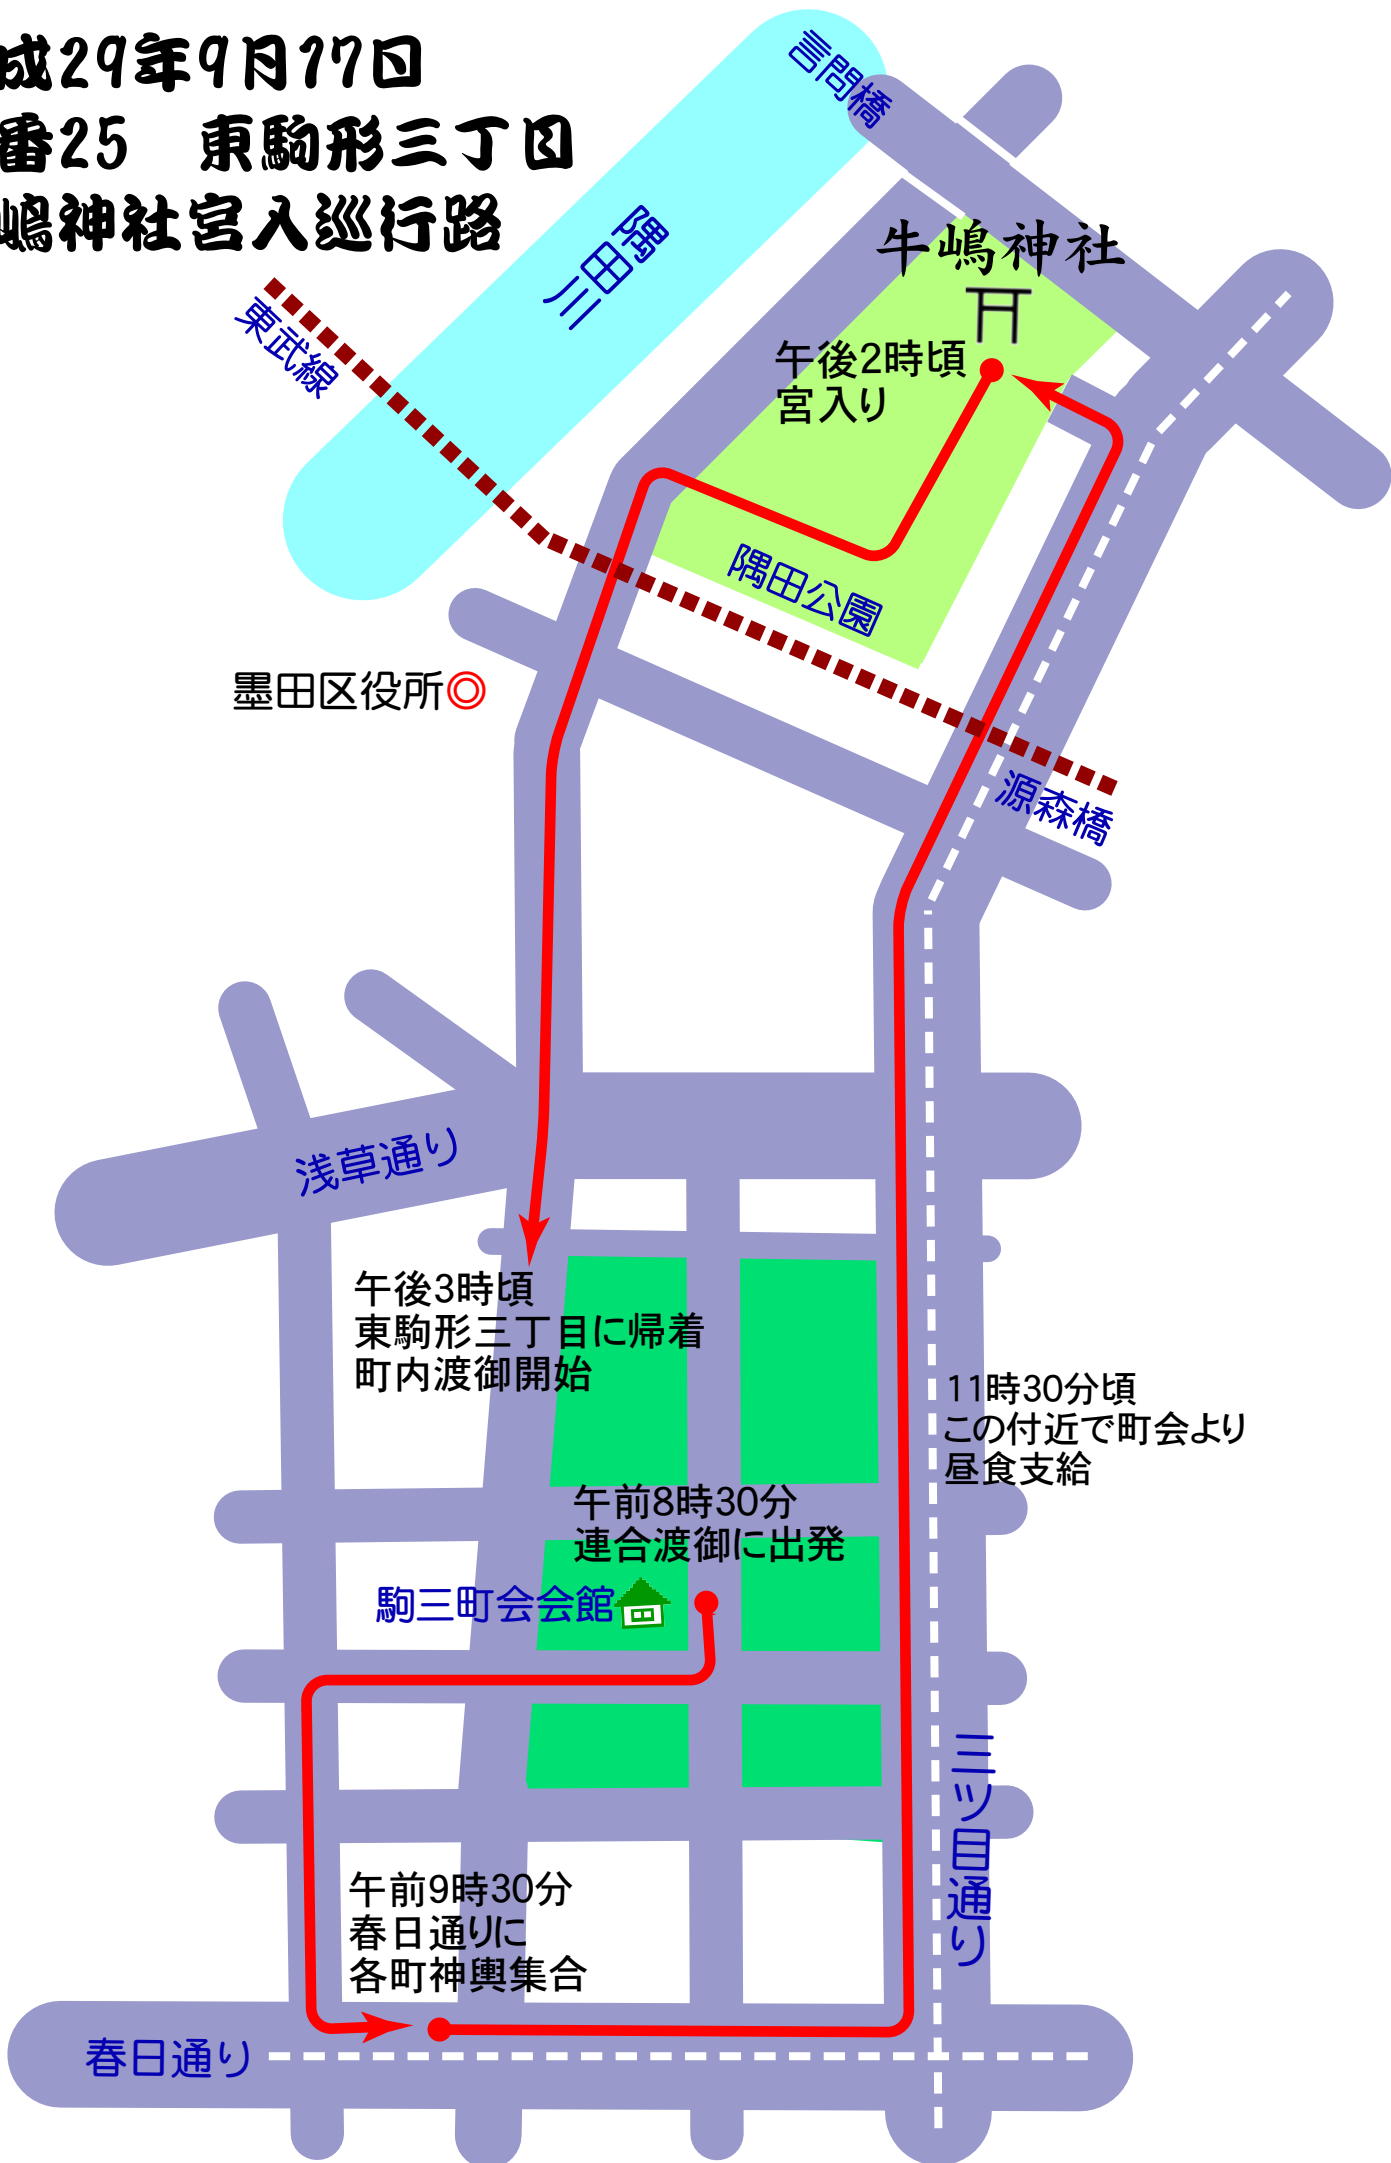 成29年9月17日
番25 東駒形三丁目
嶋神社宮入巡行路
言問橋
隅田川
牛嶋神社
東武線
午後2時頃
宮入り
隅田公園
墨田区役所
源森橋
浅草通り
午後3時頃
東駒形三丁目に帰着
町内渡御開始
11時30分頃
この付近で町会より
昼食支給
午前8時30分
連合渡御に出発
駒三町会会館
三ツ目通り
午前9時30分
春日通りに
各町神輿集合
春日通り